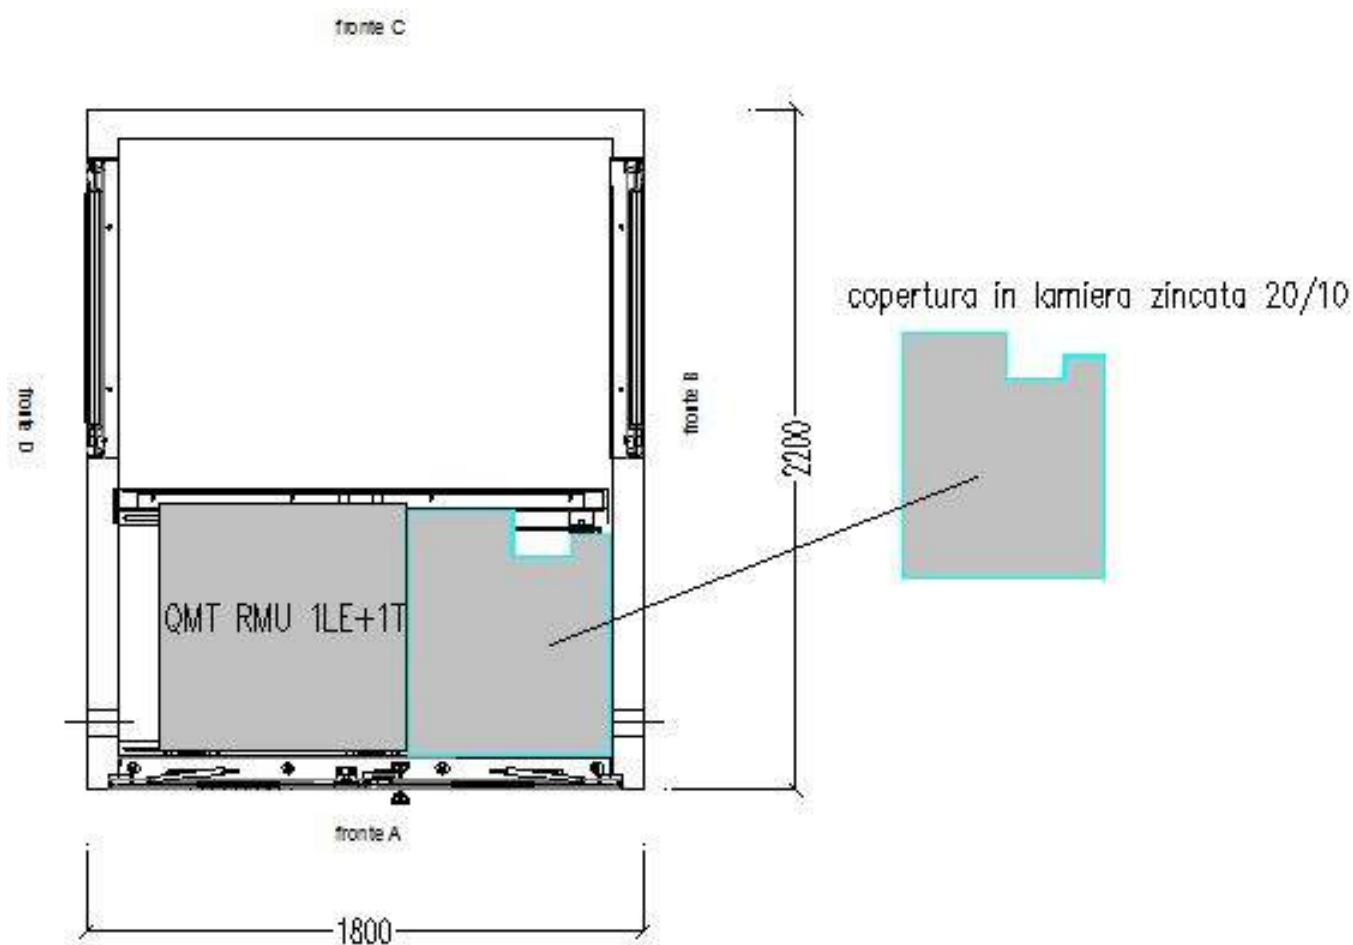 fronte C
copertura in lamiera zincata 20/10
fronte D
fronte B
2200
QMT RMU 1LE+1T
fronte A
1800